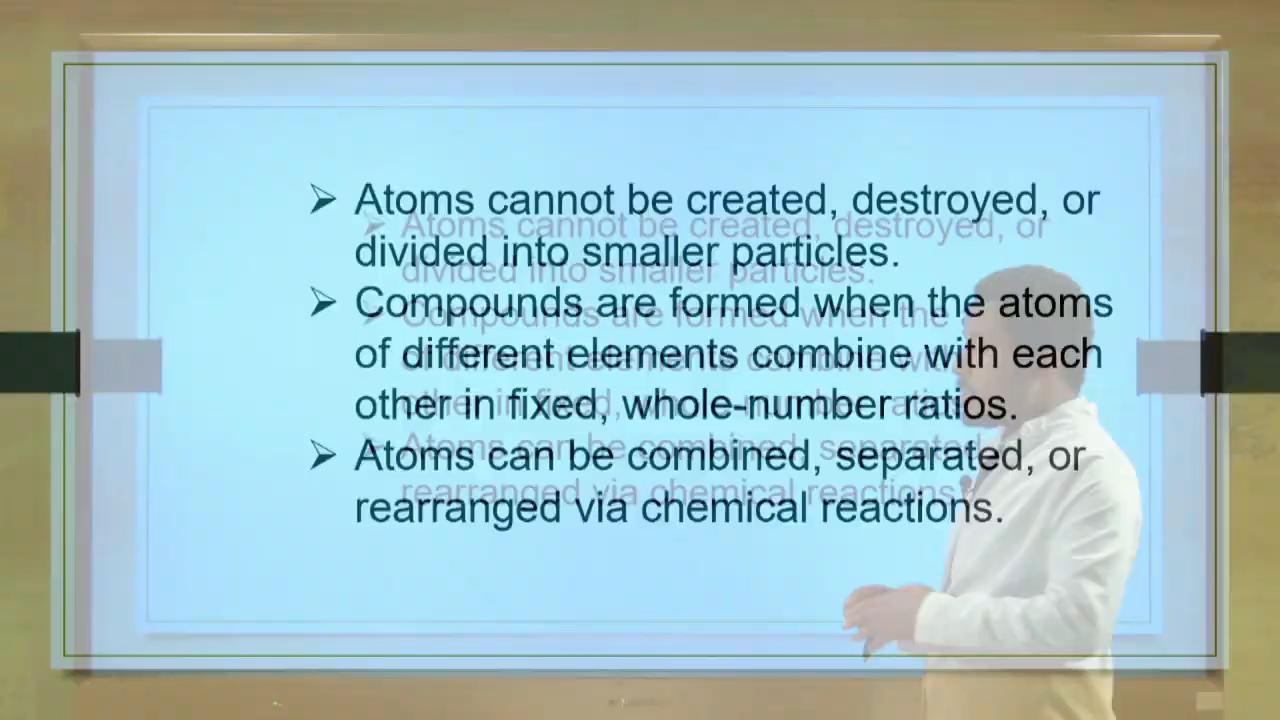 ➢ Atoms cannot be created, destroyed, or
divided into smaller particles.
➢ Compounds are formed when the atoms
of different elements combine with each
other in fixed, whole-number ratios.
➢ Atoms can be combined, separated, or
rearranged via chemical reactions.